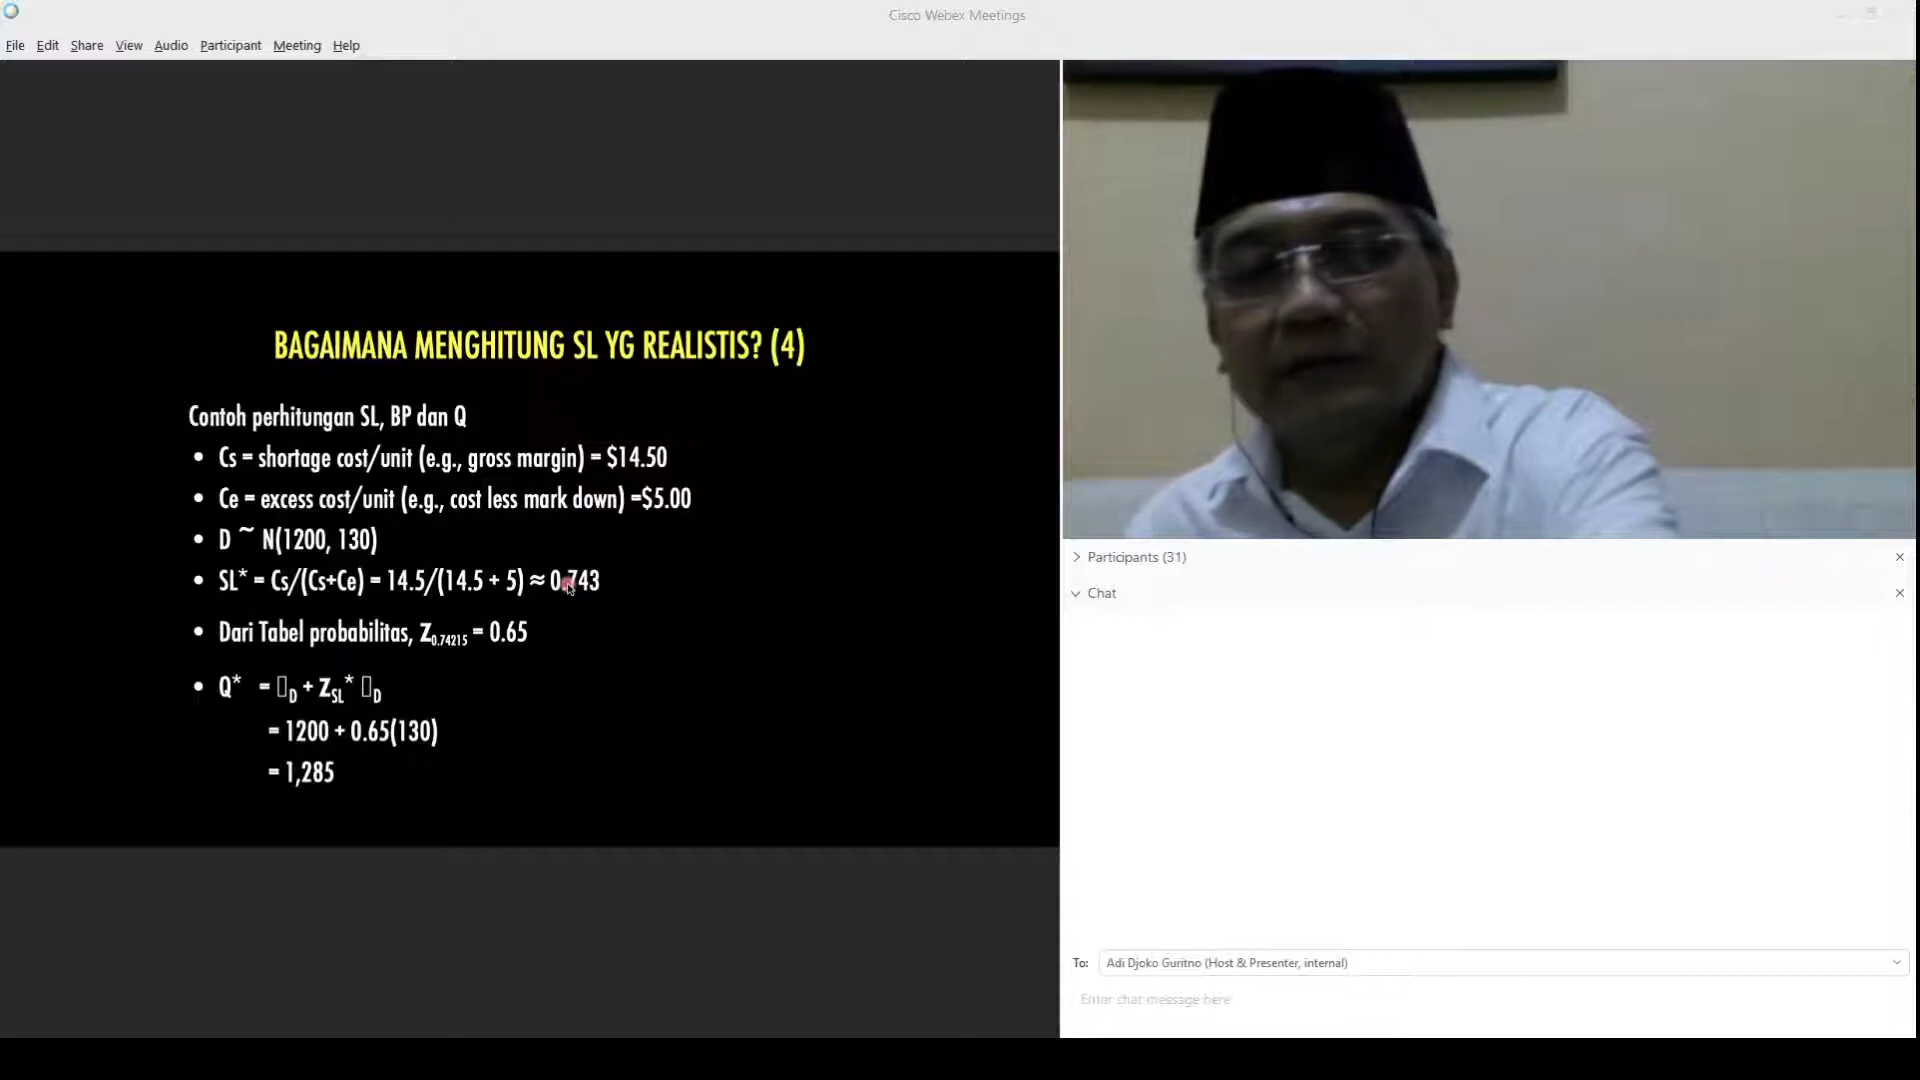 Cisco Webex Meetings
File Edit Share View Audio Participant Meeting Help
BAGAIMANA MENGHITUNG SL YG REALISTIS? (4)
Contoh perhitungan SL, BP dan Q
• Cs = shortage cost/unit (e.g., gross margin) = $14.50
• Ce = excess cost/unit (e.g., cost less mark down) =$5.00
• D ~ N(1200, 130)
• SL* = Cs/(Cs+Ce) = 14.5/(14.5 + 5) ≈ 0.743
• Dari Tabel probabilitas, Z0.74215 = 0.65
• Q* = ▯D + ZSL* ▯D
= 1200 + 0.65(130)
= 1,285
Participants (31)
Chat
To: Adi Djoko Guritno (Host & Presenter, internal)
Enter chat message here